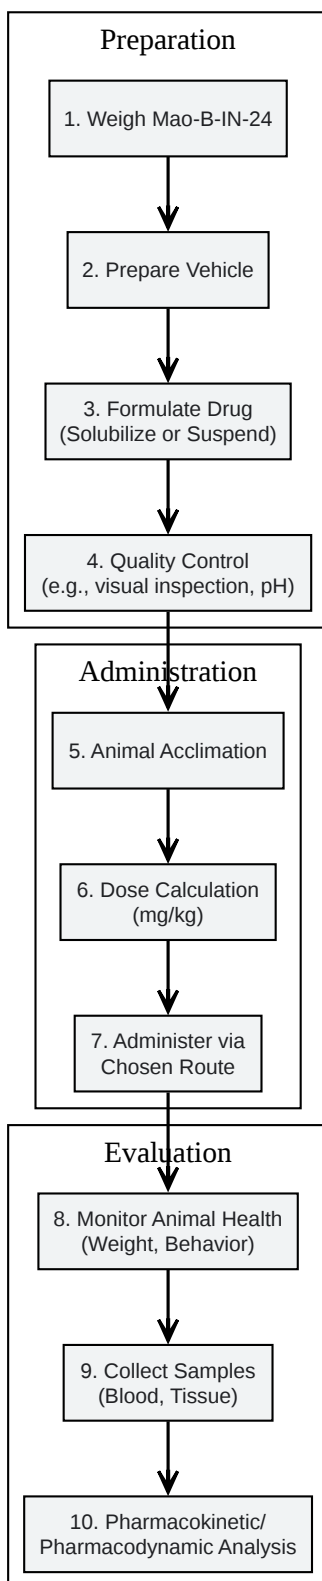 Preparation
1. Weigh Mao-B-IN-24
2. Prepare Vehicle
3. Formulate Drug
(Solubilize or Suspend)
4. Quality Control
(e.g., visual inspection, pH)
Administration
5. Animal Acclimation
6. Dose Calculation
(mg/kg)
7. Administer via
Chosen Route
Evaluation
8. Monitor Animal Health
(Weight, Behavior)
9. Collect Samples
(Blood, Tissue)
10. Pharmacokinetic/
Pharmacodynamic Analysis